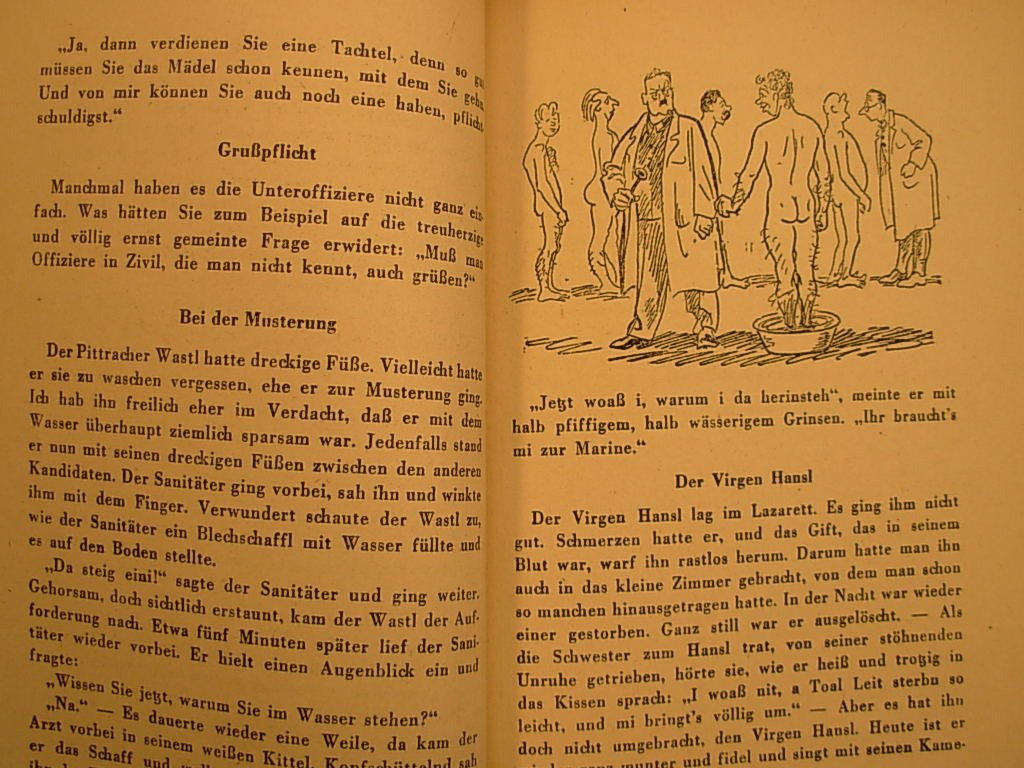 „Ja, dann verdienen Sie eine Tachtel, denn so
müssen Sie das Mädel schon kennen, mit dem Sie
Und von mir können Sie auch noch eine haben,
schuldigst.“
Grußpflicht
Manchmal haben es die Unteroffiziere nicht ganz ein-
fach. Was hätten Sie zum Beispiel auf die treuherzige
und völlig ernst gemeinte Frage erwidert: „Muß man
Offiziere in Zivil, die man nicht kennt, auch grüßen?“
Bei der Musterung
Der Pittracher Wastl hatte dreckige Füße. Vielleicht hatte
er sie zu waschen vergessen, ehe er zur Musterung ging.
Ich hab ihn freilich eher im Verdacht, daß er mit dem
Wasser überhaupt ziemlich sparsam war. Jedenfalls stand
er nun mit seinen dreckigen Füßen zwischen den anderen
Kandidaten. Der Sanitäter ging vorbei, sah ihn und winkte
ihm mit dem Finger. Verwundert schaute der Wastl zu,
wie der Sanitäter ein Blechschaffl mit Wasser füllte und
es auf den Boden stellte.
„Da steig eini!“ sagte der Sanitäter und ging weiter.
Gehorsam, doch sichtlich erstaunt, kam der Wastl der Auf-
forderung nach. Etwa fünf Minuten später lief der Sani-
täter wieder vorbei. Er hielt einen Augenblick ein und
fragte:
„Wissen Sie jetzt, warum Sie im Wasser stehen?“
„Na.“ — Es dauerte wieder eine Weile, da kam der
Arzt vorbei in seinem weißen Kittel. Kopfschüttelnd sah
er das Schaff und
„Jetzt woaß i, warum i da herinsteh“, meinte er mit
halb pfiffigem, halb wässerigem Grinsen. „Ihr braucht's
mi zur Marine.“
Der Virgen Hansl
Der Virgen Hansl lag im Lazarett. Es ging ihm nicht
gut. Schmerzen hatte er, und das Gift, das in seinem
Blut war, warf ihn rastlos herum. Darum hatte man ihn
auch in das kleine Zimmer gebracht, von dem man schon
so manchen hinausgetragen hatte. In der Nacht war wieder
einer gestorben. Ganz still war er ausgelöscht. — Als
die Schwester zum Hansl trat, von seiner stöhnenden
Unruhe getrieben, hörte sie, wie er heiß und trotzig in
das Kissen sprach: „I woaß nit, a Toal Leit sterbn so
leicht, und mi bringt's völlig um.“ — Aber es hat ihn
doch nicht umgebracht, den Virgen Hansl. Heute ist er
munter und fidel und singt mit seinen Kame-